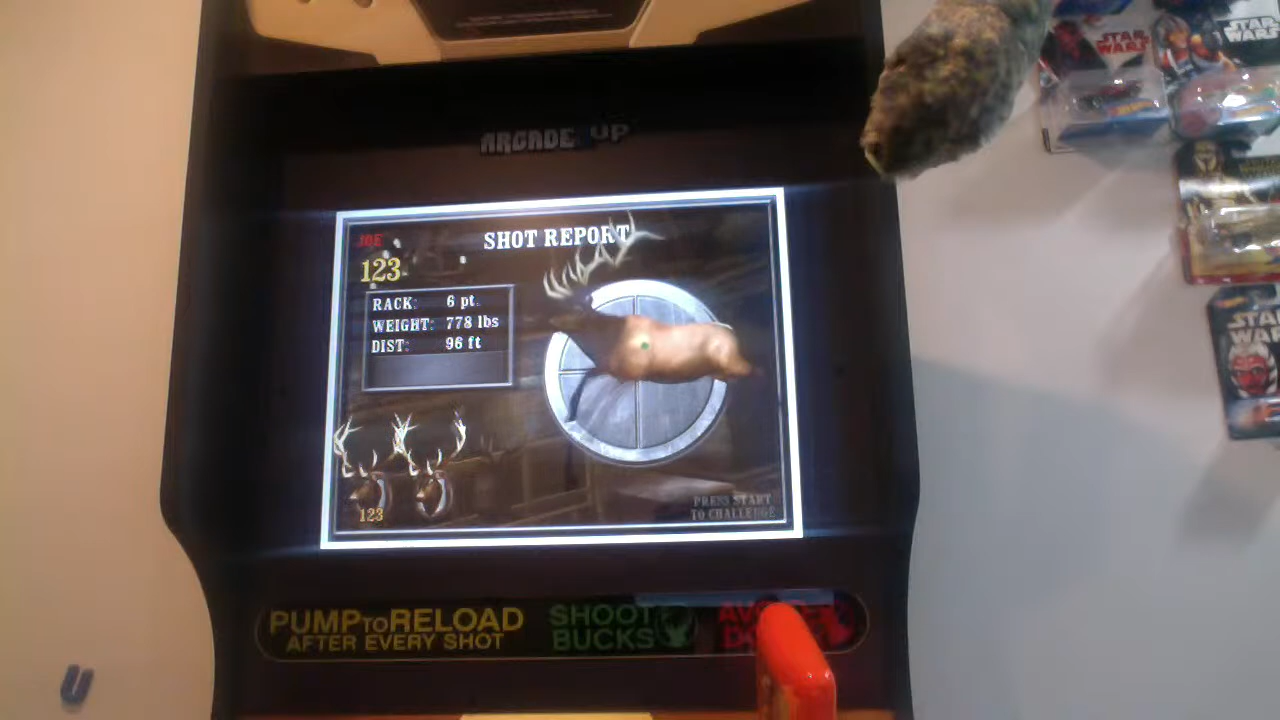 ARCADE UP
JOE
SHOT REPORT
123
RACK: 6 pt.
WEIGHT: 778 lbs
DIST: 96 ft
123
PRESS START
TO CHALLENGE
PUMP TO RELOAD
AFTER EVERY SHOT
SHOOT
BUCKS
STAR
WARS
STAR
WARS
STAR
U